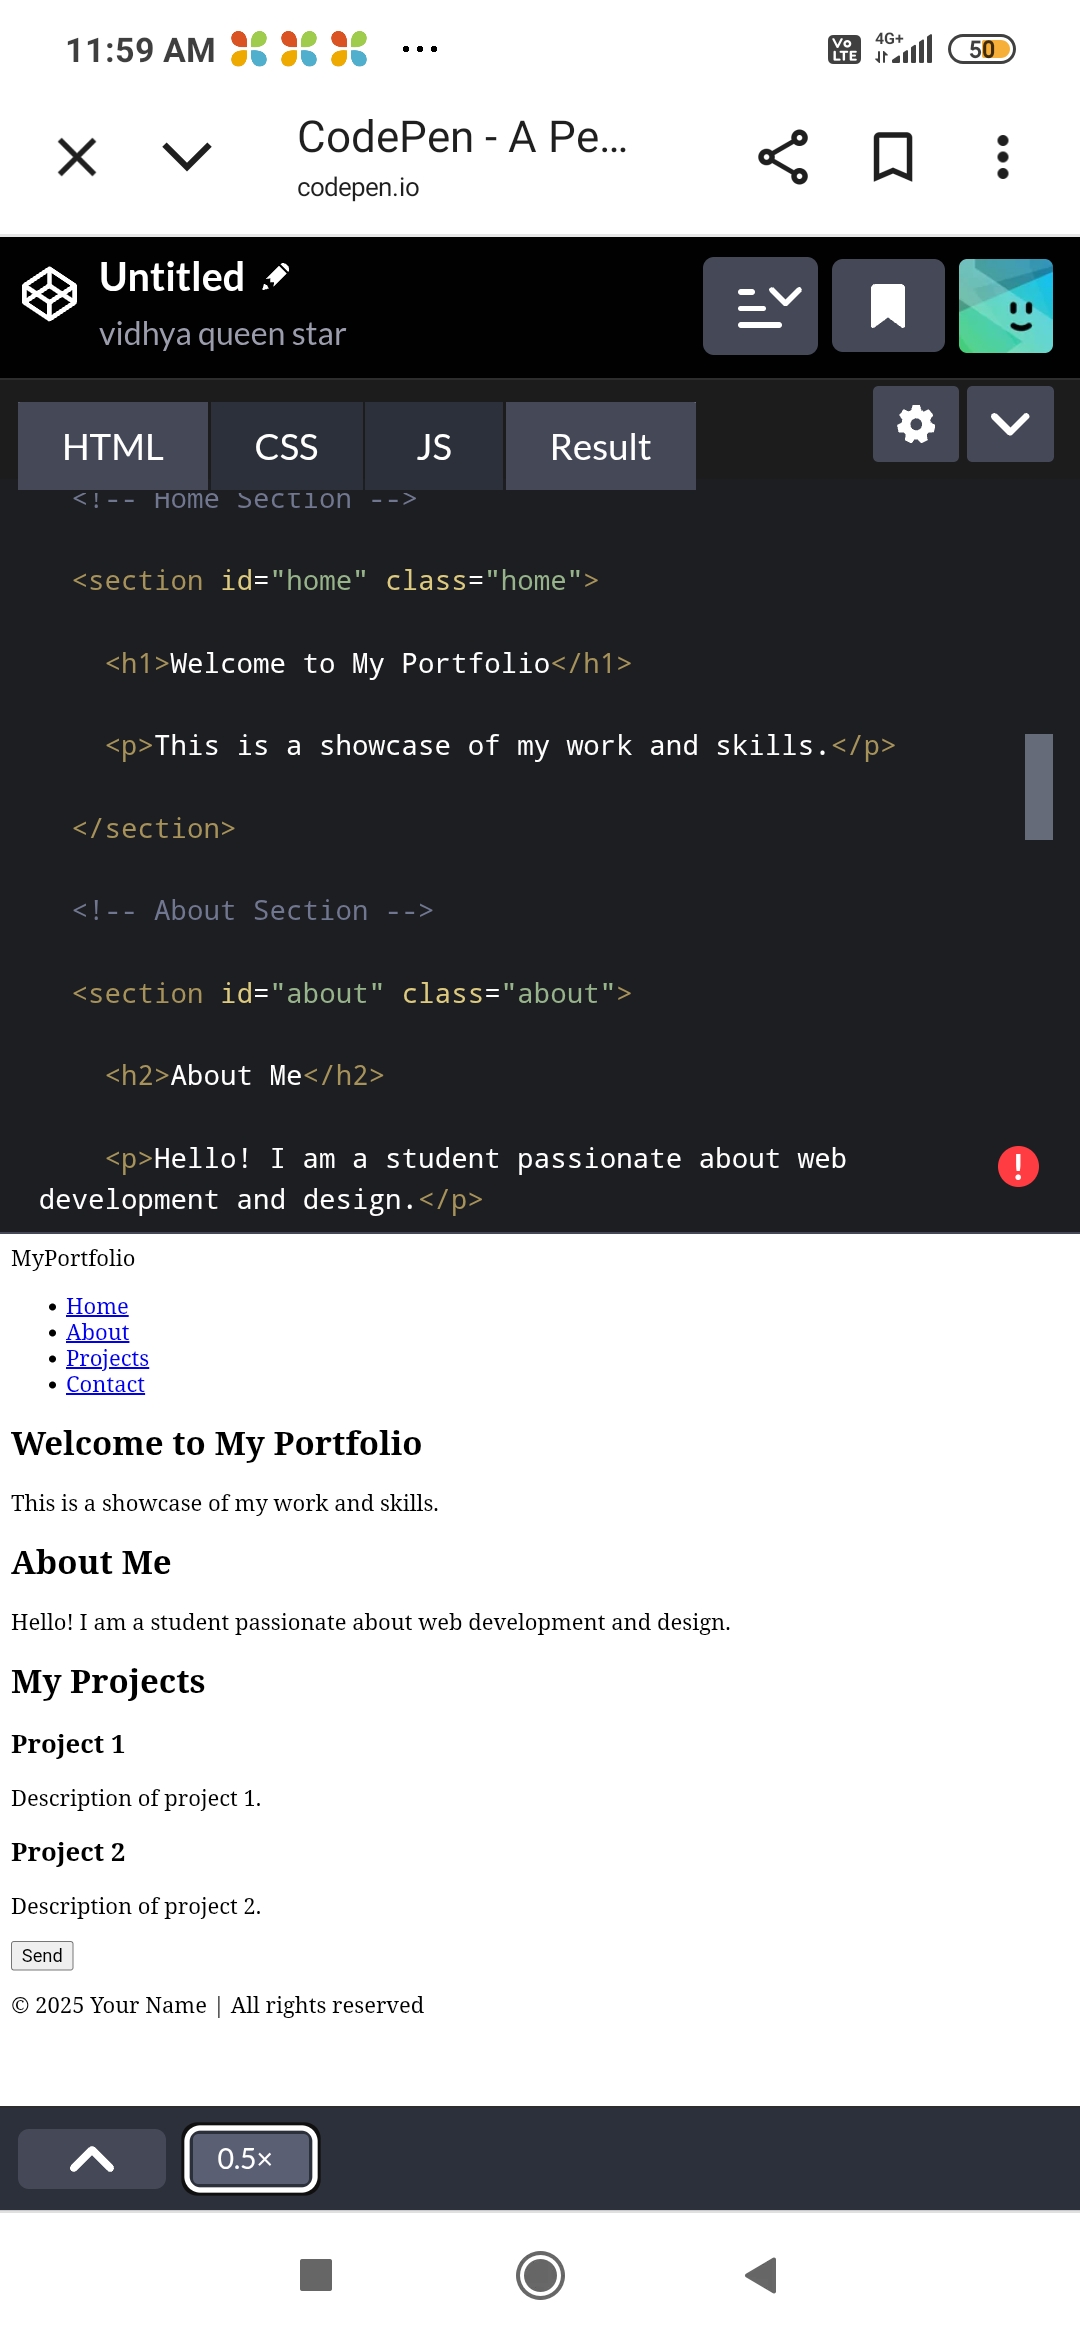 11:59 AM
Vo LTE
4G+
50
CodePen - A Pe...
codepen.io
Untitled
vidhya queen star
HTML CSS JS Result
<!-- Home Section -->
<section id="home" class="home">
<h1>Welcome to My Portfolio</h1>
<p>This is a showcase of my work and skills.</p>
</section>
<!-- About Section -->
<section id="about" class="about">
<h2>About Me</h2>
<p>Hello! I am a student passionate about web
development and design.</p>
MyPortfolio
Home
About
Projects
Contact
Welcome to My Portfolio
This is a showcase of my work and skills.
About Me
Hello! I am a student passionate about web development and design.
My Projects
Project 1
Description of project 1.
Project 2
Description of project 2.
Send
© 2025 Your Name | All rights reserved
0.5×